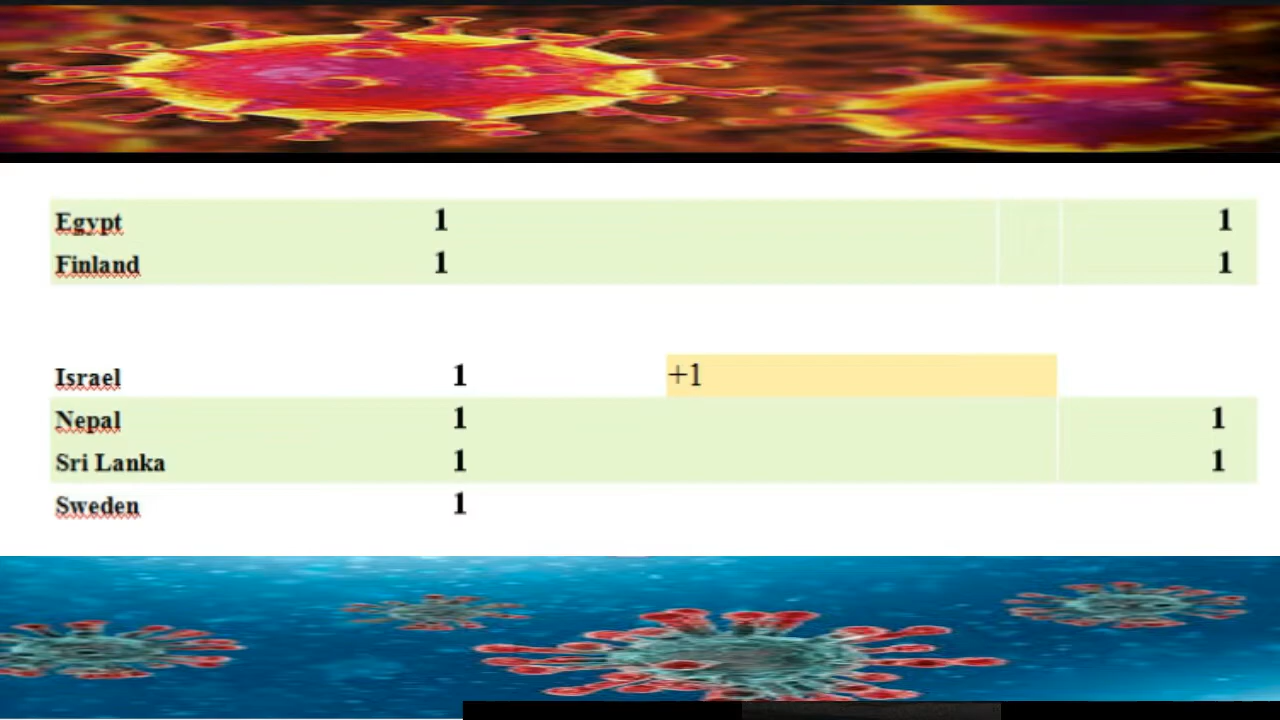 Egypt 1 1
Finland 1 1
Israel 1 +1
Nepal 1 1
Sri Lanka 1 1
Sweden 1